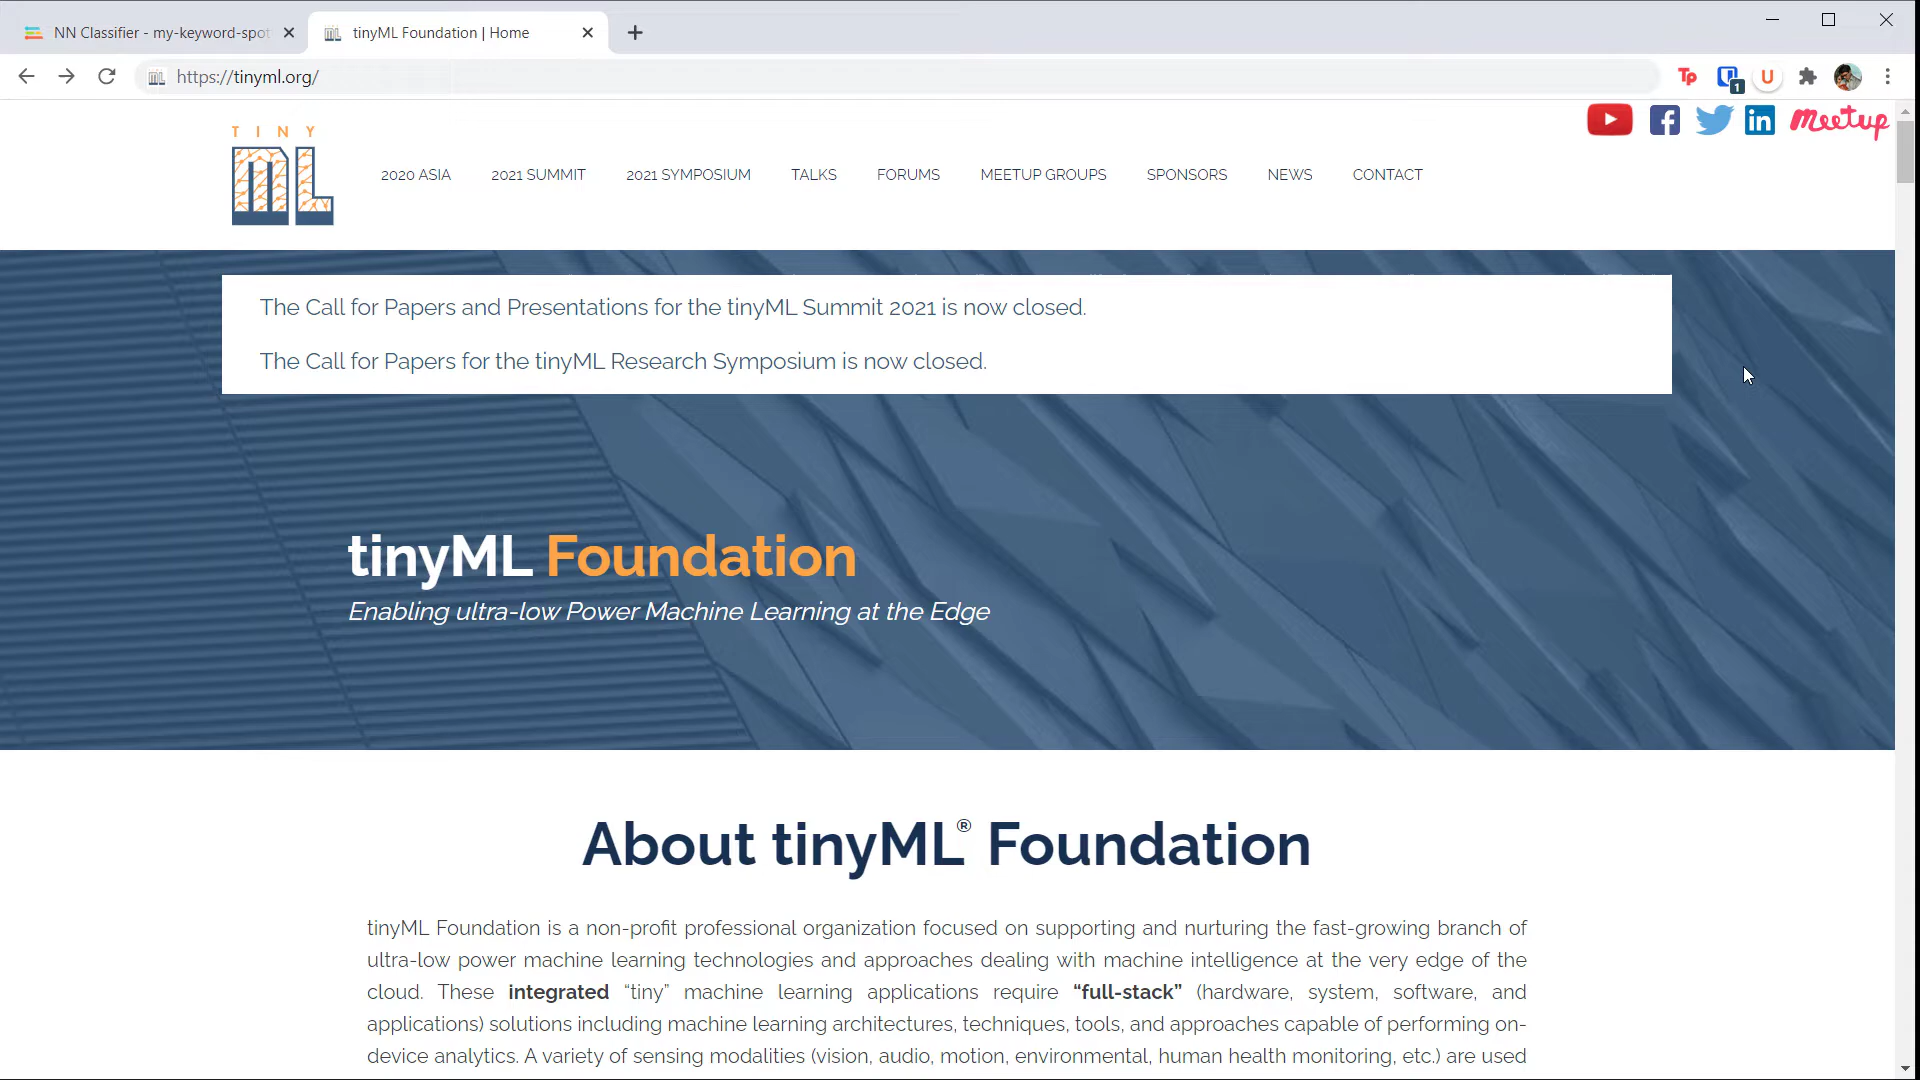 NN Classifier - my-keyword-spot
tinyML Foundation | Home
https://tinyml.org/
Tp
1
U
in
Meetup
TINY
ML
2020 ASIA
2021 SUMMIT
2021 SYMPOSIUM
TALKS
FORUMS
MEETUP GROUPS
SPONSORS
NEWS
CONTACT
The Call for Papers and Presentations for the tinyML Summit 2021 is now closed.
The Call for Papers for the tinyML Research Symposium is now closed.
tinyML Foundation
Enabling ultra-low Power Machine Learning at the Edge
About tinyML® Foundation
tinyML Foundation is a non-profit professional organization focused on supporting and nurturing the fast-growing branch of
ultra-low power machine learning technologies and approaches dealing with machine intelligence at the very edge of the
cloud. These integrated “tiny” machine learning applications require “full-stack” (hardware, system, software, and
applications) solutions including machine learning architectures, techniques, tools, and approaches capable of performing on-
device analytics. A variety of sensing modalities (vision, audio, motion, environmental, human health monitoring, etc.) are used